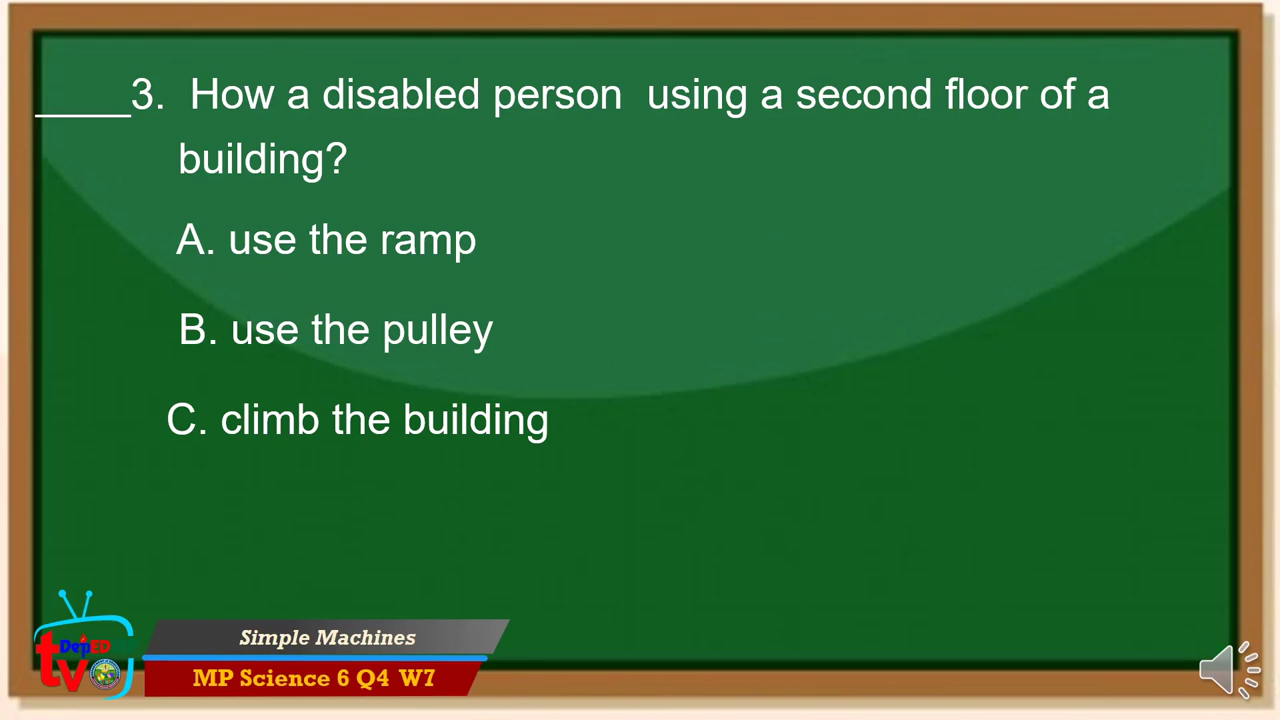 ____3. How a disabled person using a second floor of a
building?
A. use the ramp
B. use the pulley
C. climb the building
Simple Machines
MP Science 6 Q4 W7
DepED
tv